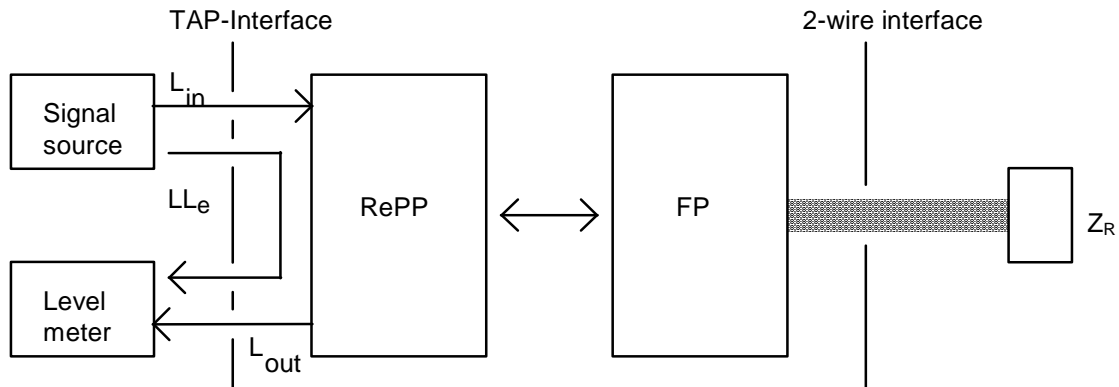 TAP-Interface
2-wire interface
Signal
source
L_in
LL_e
RePP
FP
Z_R
Level
meter
L_out